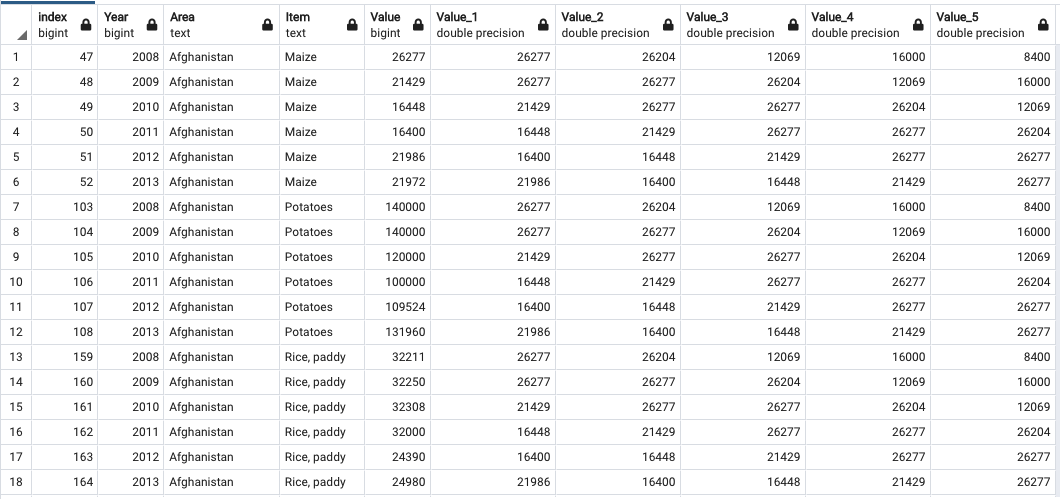 index Year Area Item Value Value_1 Value_2 Value_3 Value_4 Value_5
bigint bigint text text bigint double precision double precision double precision double precision double precision
1 47 2008 Afghanistan Maize 26277 26277 26204 12069 16000 8400
2 48 2009 Afghanistan Maize 21429 26277 26277 26204 12069 16000
3 49 2010 Afghanistan Maize 16448 21429 26277 26277 26204 12069
4 50 2011 Afghanistan Maize 16400 16448 21429 26277 26277 26204
5 51 2012 Afghanistan Maize 21986 16400 16448 21429 26277 26277
6 52 2013 Afghanistan Maize 21972 21986 16400 16448 21429 26277
7 103 2008 Afghanistan Potatoes 140000 26277 26204 12069 16000 8400
8 104 2009 Afghanistan Potatoes 140000 26277 26277 26204 12069 16000
9 105 2010 Afghanistan Potatoes 120000 21429 26277 26277 26204 12069
10 106 2011 Afghanistan Potatoes 100000 16448 21429 26277 26277 26204
11 107 2012 Afghanistan Potatoes 109524 16400 16448 21429 26277 26277
12 108 2013 Afghanistan Potatoes 131960 21986 16400 16448 21429 26277
13 159 2008 Afghanistan Rice, paddy 32211 26277 26204 12069 16000 8400
14 160 2009 Afghanistan Rice, paddy 32250 26277 26277 26204 12069 16000
15 161 2010 Afghanistan Rice, paddy 32308 21429 26277 26277 26204 12069
16 162 2011 Afghanistan Rice, paddy 32000 16448 21429 26277 26277 26204
17 163 2012 Afghanistan Rice, paddy 24390 16400 16448 21429 26277 26277
18 164 2013 Afghanistan Rice, paddy 24980 21986 16400 16448 21429 26277